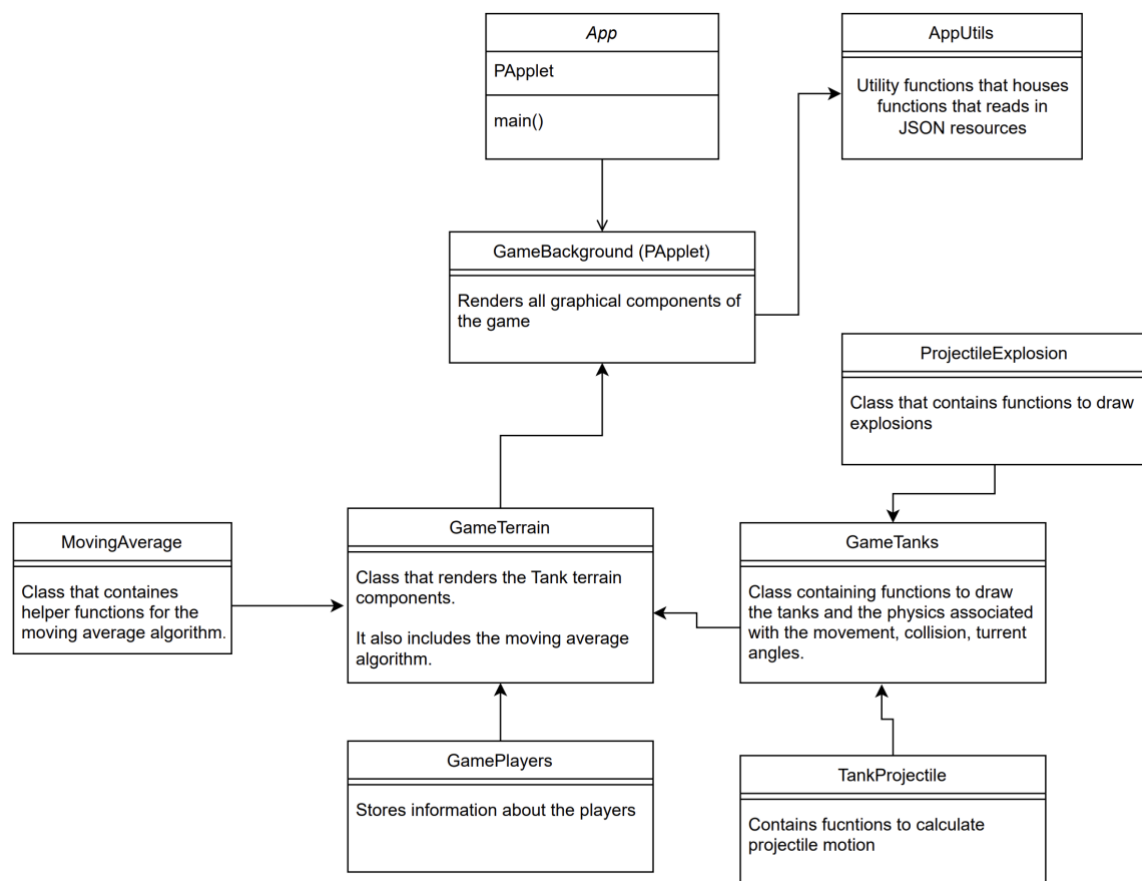 App
PApplet
main()
AppUtils
Utility functions that houses
functions that reads in
JSON resources
GameBackground (PApplet)
Renders all graphical components of
the game
ProjectileExplosion
Class that contains functions to draw
explosions
MovingAverage
Class that containes
helper functions for the
moving average algorithm.
GameTerrain
Class that renders the Tank terrain
components.
It also includes the moving average
algorithm.
GameTanks
Class containing functions to draw
the tanks and the physics associated
with the movement, collision, turrent
angles.
GamePlayers
Stores information about the players
TankProjectile
Contains fucntions to calculate
projectile motion